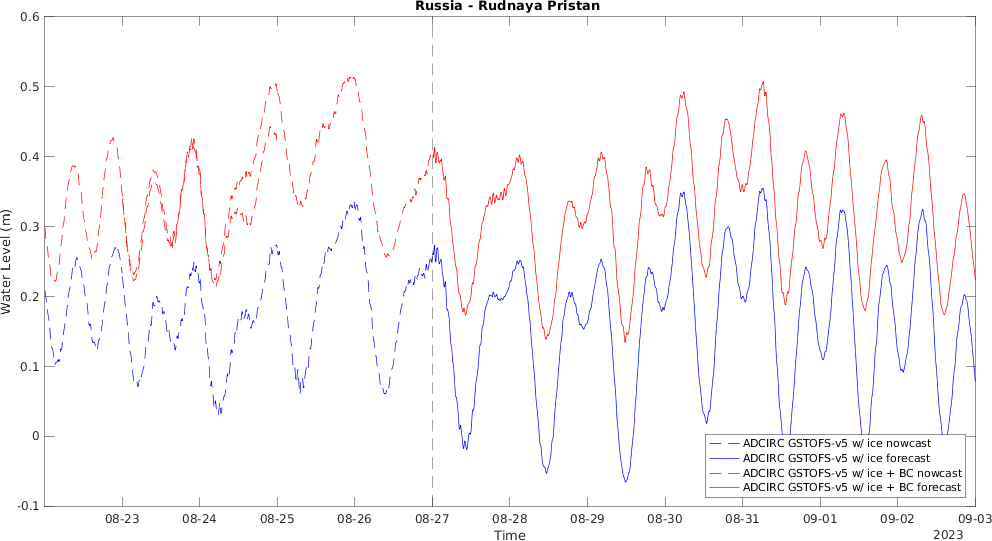 Russia - Rudnaya Pristan
0.6
0.5
0.4
0.3
0.2
0.1
0
-0.1
Water Level (m)
ADCIRC GSTOFS-v5 w/ ice nowcast
ADCIRC GSTOFS-v5 w/ ice forecast
ADCIRC GSTOFS-v5 w/ ice + BC nowcast
ADCIRC GSTOFS-v5 w/ ice + BC forecast
08-23 08-24 08-25 08-26 08-27 08-28 08-29 08-30 08-31 09-01 09-02 09-03
Time
2023